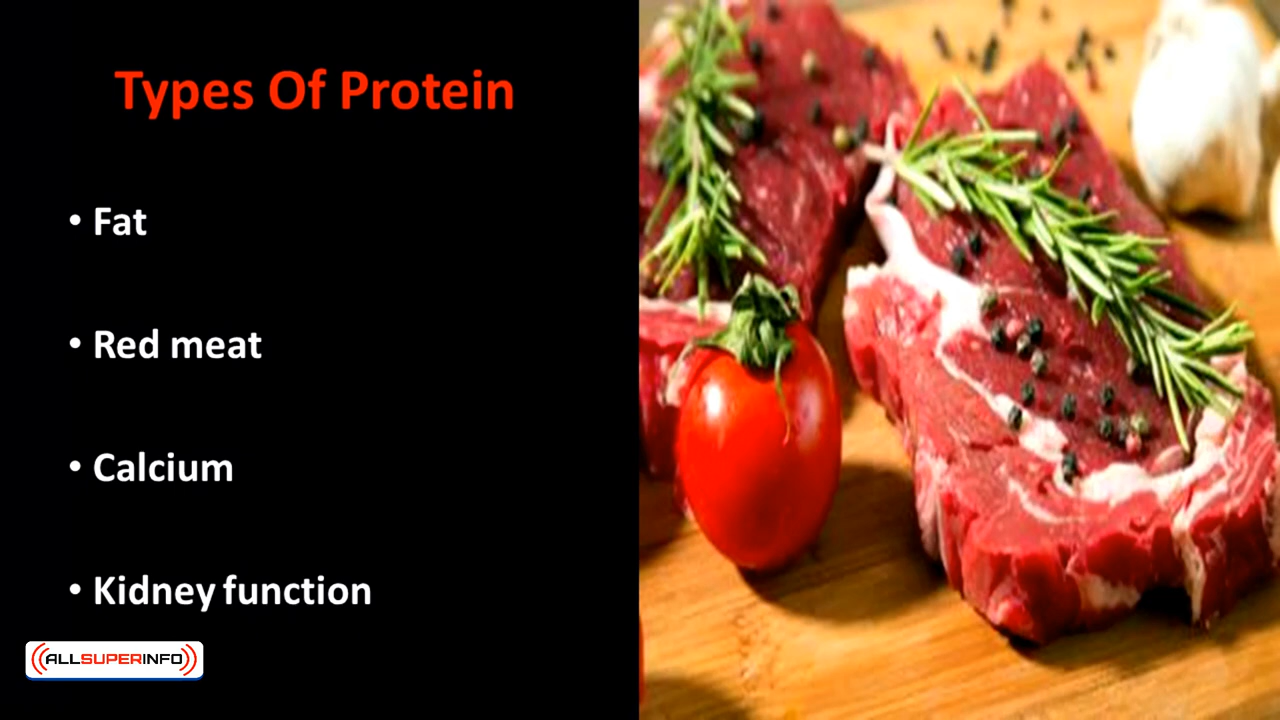 Types Of Protein
• Fat
• Red meat
• Calcium
• Kidney function
ALLSUPERINFO